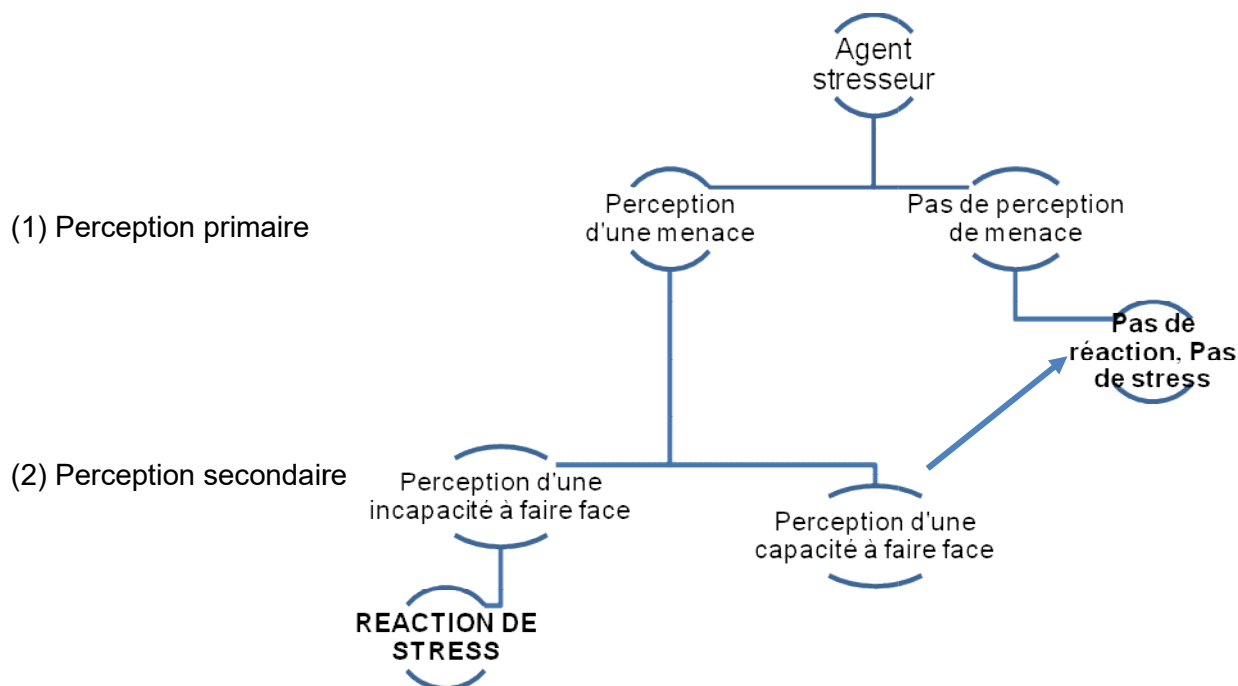 Agent
stresseur
(1) Perception primaire
Perception
d'une menace
Pas de perception
de menace
Pas de
réaction, Pas
de stress
(2) Perception secondaire
Perception d'une
incapacité à faire face
Perception d'une
capacité à faire face
REACTION DE
STRESS